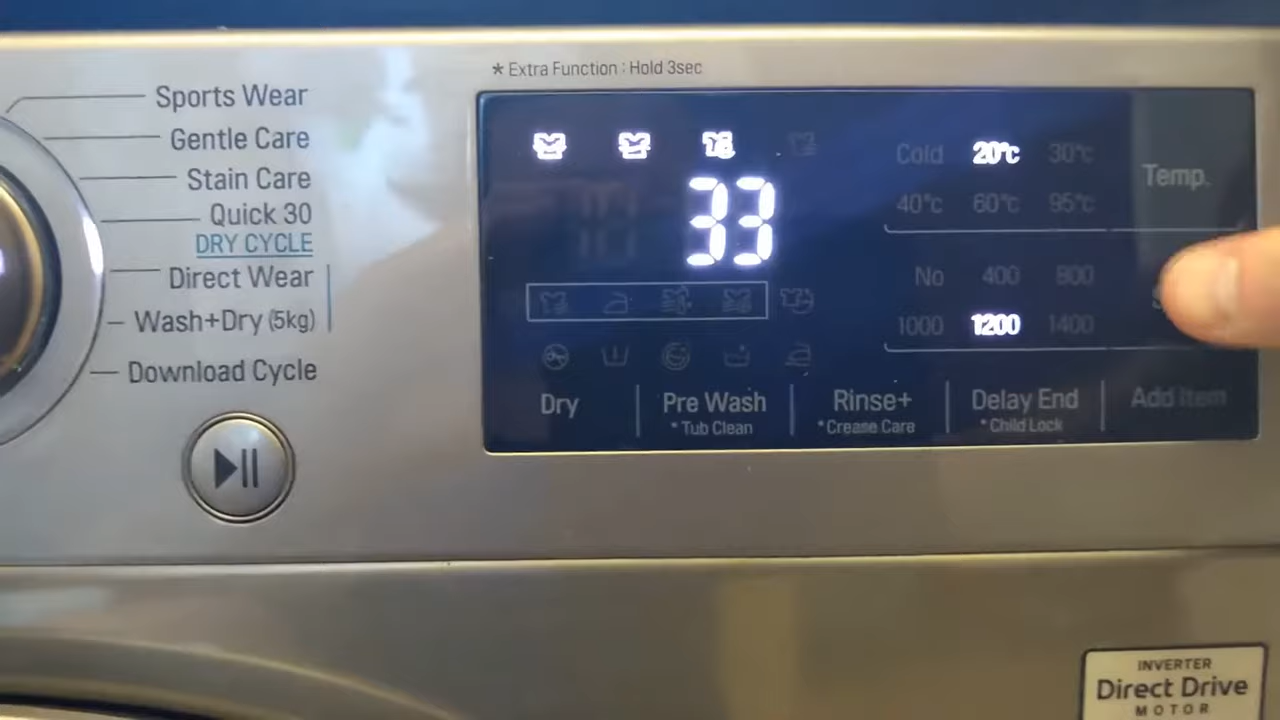 * Extra Function : Hold 3sec
Sports Wear
Gentle Care
Stain Care
Quick 30
DRY CYCLE
Direct Wear
Wash+Dry (5kg)
Download Cycle
33
Cold 20°C 30°C
40°C 60°C 95°C
Temp.
No 400 800
1000 1200 1400
Dry
Pre Wash
* Tub Clean
Rinse+
* Crease Care
Delay End
* Child Lock
Add Item
INVERTER
Direct Drive
MOTOR